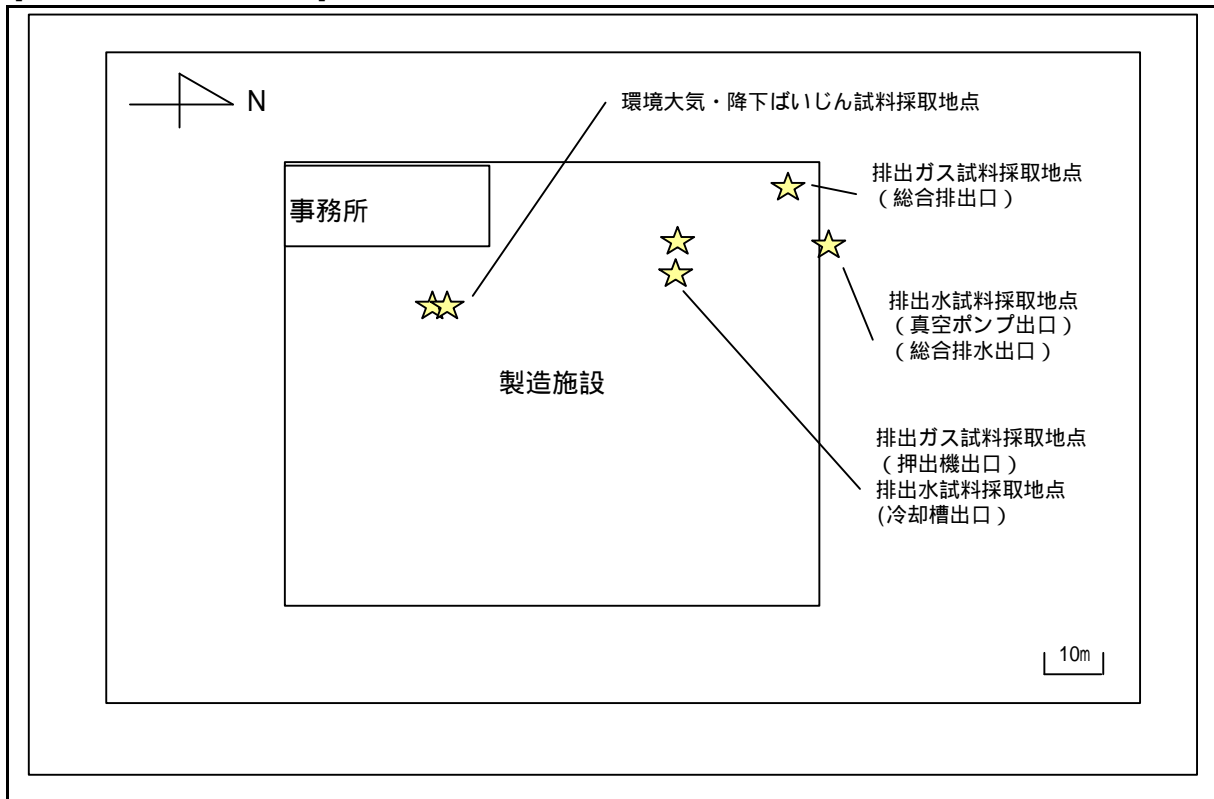 N
環境大気・降下ばいじん試料採取地点
排出ガス試料採取地点
（総合排出口）
事務所
排出水試料採取地点
（真空ポンプ出口）
（総合排水出口）
製造施設
排出ガス試料採取地点
（押出機出口）
排出水試料採取地点
(冷却槽出口）
10m